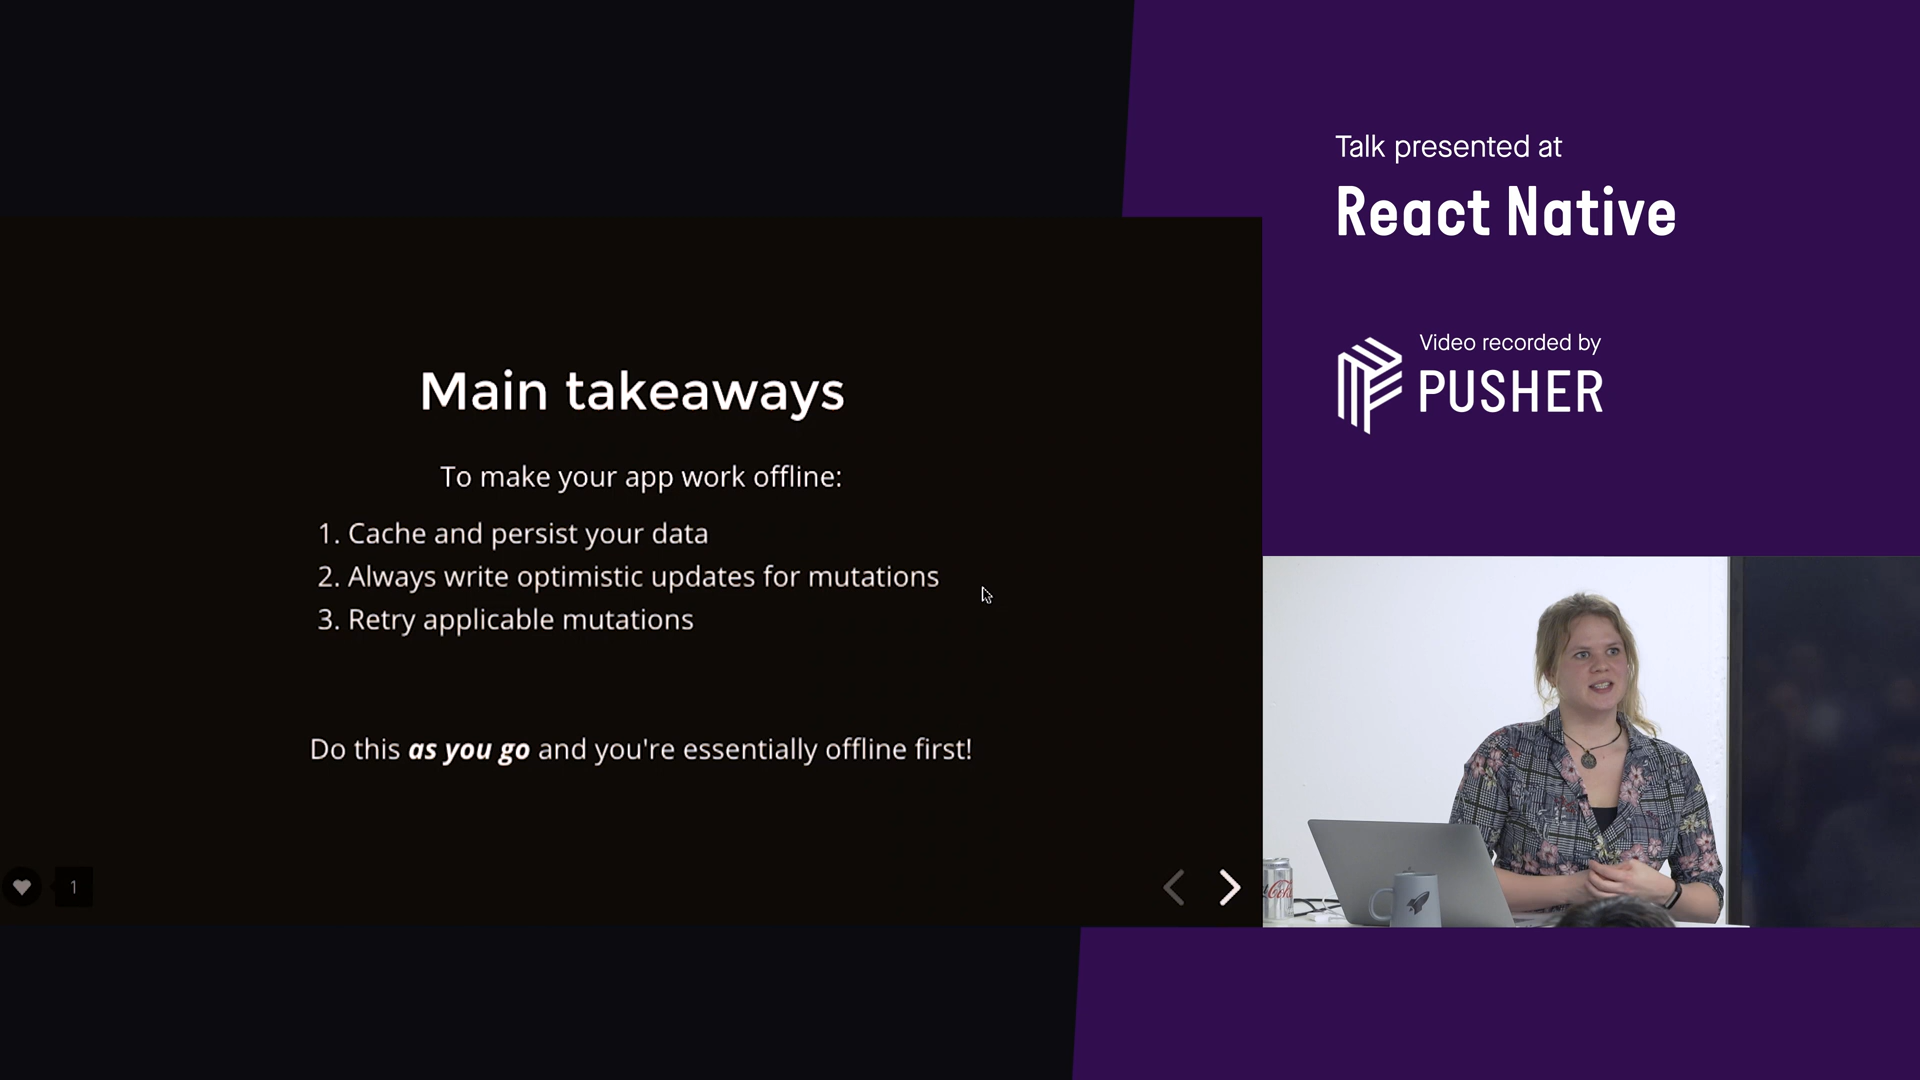 Talk presented at
React Native
Video recorded by
PUSHER
Main takeaways
To make your app work offline:
1. Cache and persist your data
2. Always write optimistic updates for mutations
3. Retry applicable mutations
Do this as you go and you're essentially offline first!
1